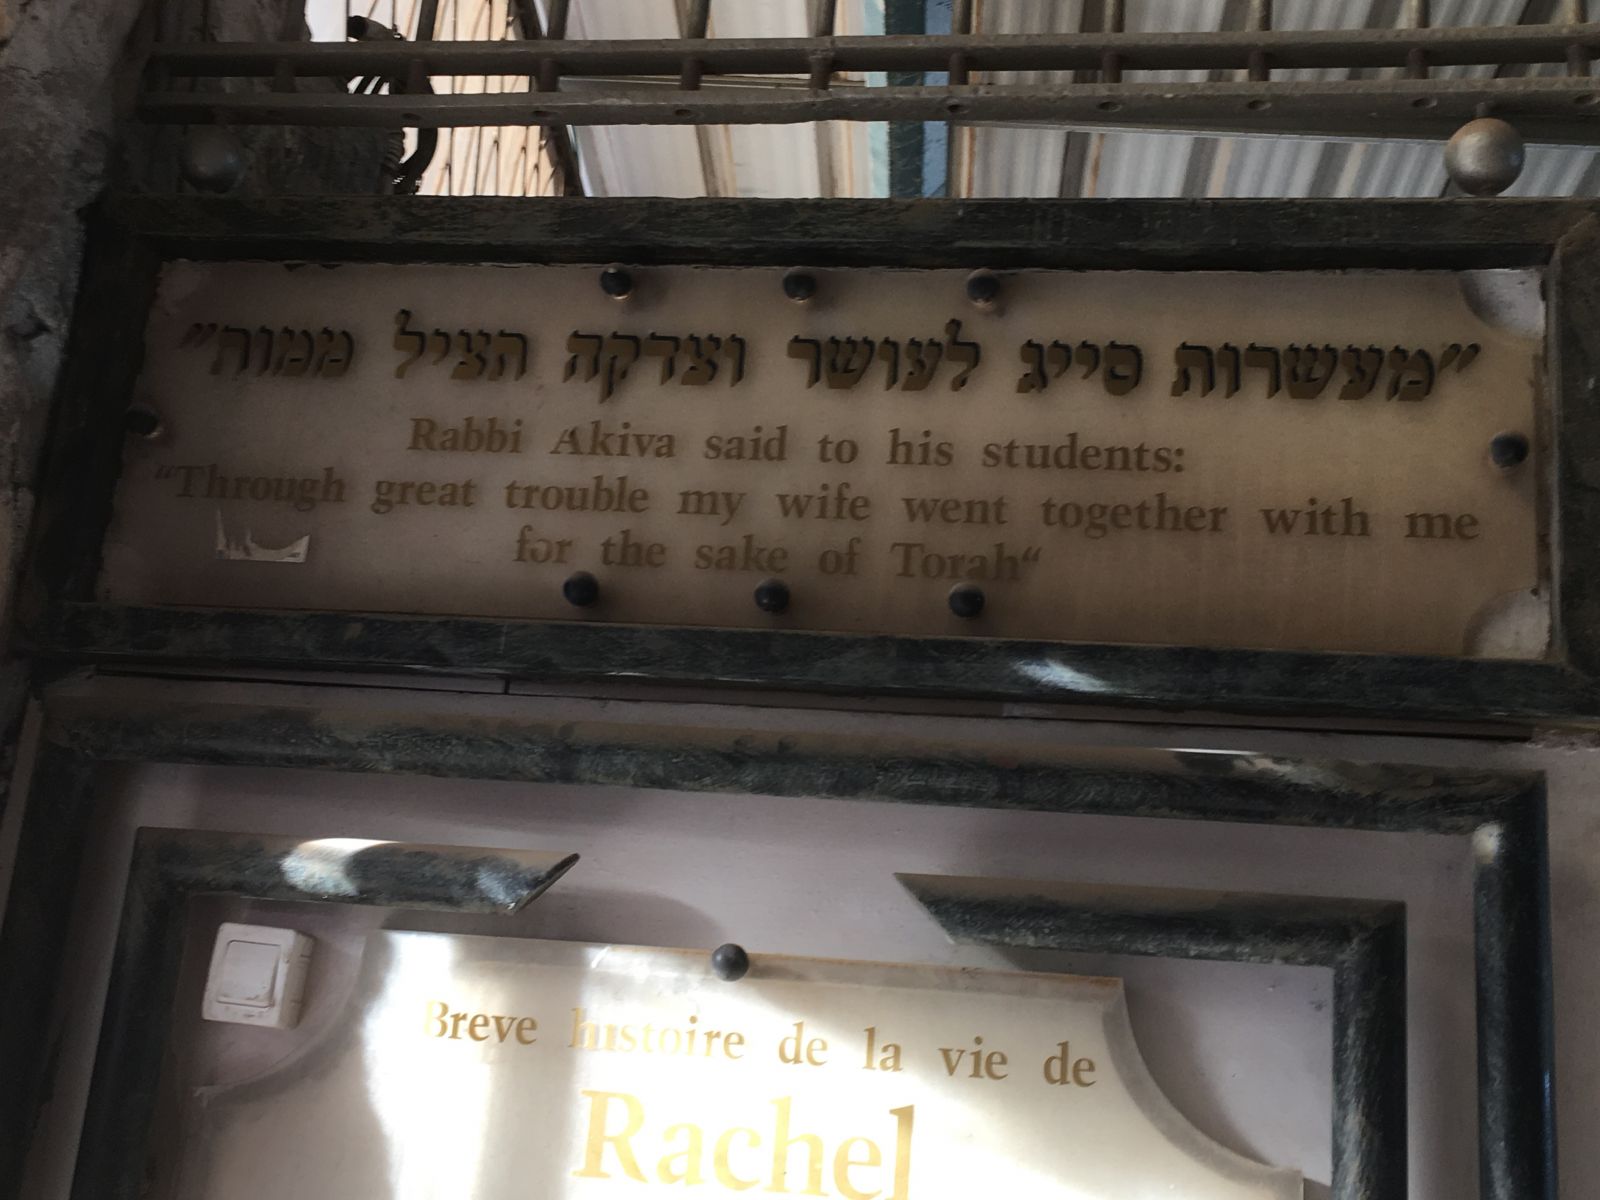 "מעשרות סייג לעושר וצדקה הציל ממות"
Rabbi Akiva said to his students:
"Through great trouble my wife went together with me
for the sake of Torah"
Breve histoire de la vie de
Rachel